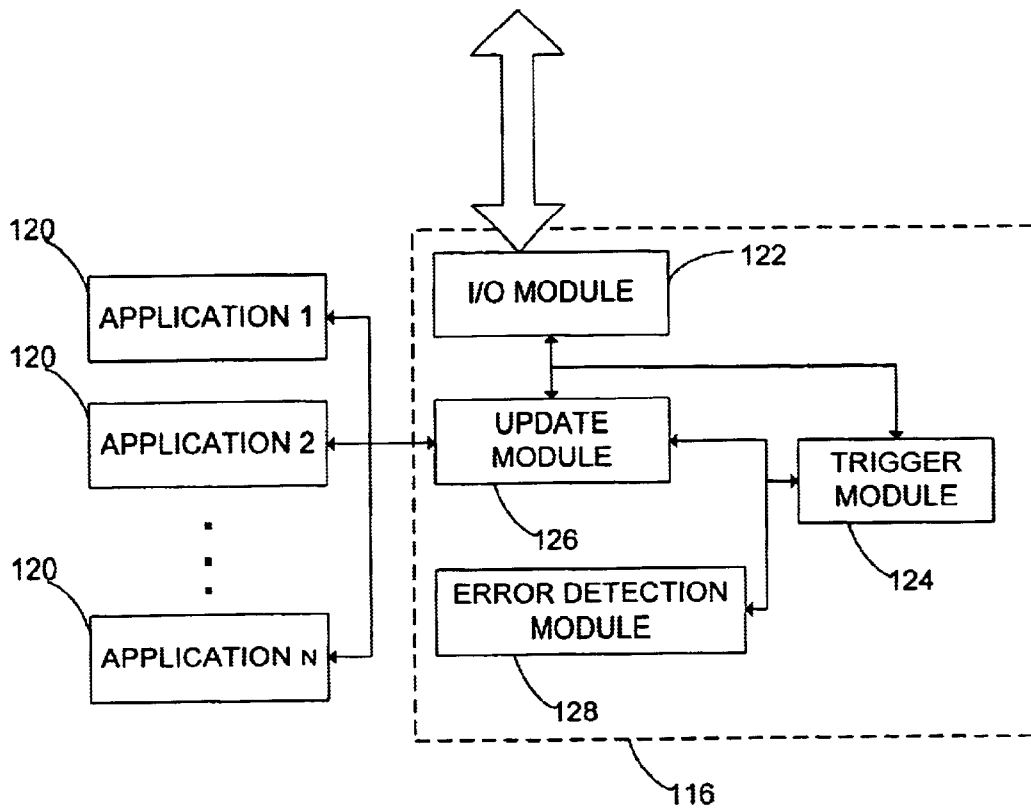 120
APPLICATION 1
120
APPLICATION 2
120
APPLICATION N
I/O MODULE
122
UPDATE
MODULE
126
TRIGGER
MODULE
124
ERROR DETECTION
MODULE
128
116